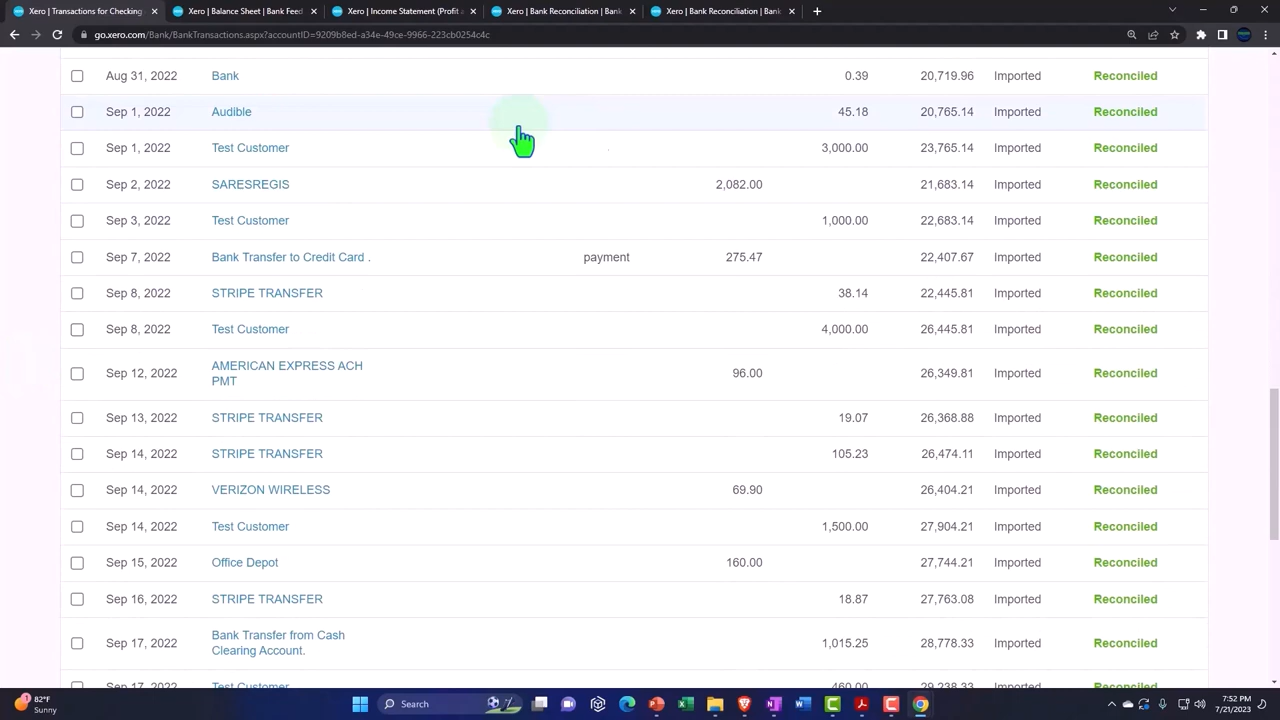 Xero | Transactions for Checking
Xero | Balance Sheet Bank Feed
Xero | Income Statement (Profit a
Xero | Bank Reconciliation | Bank
Xero | Bank Reconciliation | Bank
go.xero.com/Bank/BankTransactions.aspx?accountID=9209b8ed-a34e-49ce-9966-223cb0254c4c
Aug 31, 2022 Bank 0.39 20,719.96 Imported Reconciled
Sep 1, 2022 Audible 45.18 20,765.14 Imported Reconciled
Sep 1, 2022 Test Customer 3,000.00 23,765.14 Imported Reconciled
Sep 2, 2022 SARESREGIS 2,082.00 21,683.14 Imported Reconciled
Sep 3, 2022 Test Customer 1,000.00 22,683.14 Imported Reconciled
Sep 7, 2022 Bank Transfer to Credit Card . payment 275.47 22,407.67 Imported Reconciled
Sep 8, 2022 STRIPE TRANSFER 38.14 22,445.81 Imported Reconciled
Sep 8, 2022 Test Customer 4,000.00 26,445.81 Imported Reconciled
Sep 12, 2022 AMERICAN EXPRESS ACH 96.00 26,349.81 Imported Reconciled
PMT
Sep 13, 2022 STRIPE TRANSFER 19.07 26,368.88 Imported Reconciled
Sep 14, 2022 STRIPE TRANSFER 105.23 26,474.11 Imported Reconciled
Sep 14, 2022 VERIZON WIRELESS 69.90 26,404.21 Imported Reconciled
Sep 14, 2022 Test Customer 1,500.00 27,904.21 Imported Reconciled
Sep 15, 2022 Office Depot 160.00 27,744.21 Imported Reconciled
Sep 16, 2022 STRIPE TRANSFER 18.87 27,763.08 Imported Reconciled
Sep 17, 2022 Bank Transfer from Cash 1,015.25 28,778.33 Imported Reconciled
Clearing Account.
Sep 17, 2022 Test Customer 460.00 29,238.33 Imported Reconciled
1
82°F
Sunny
Search
7:52 PM
7/21/2023